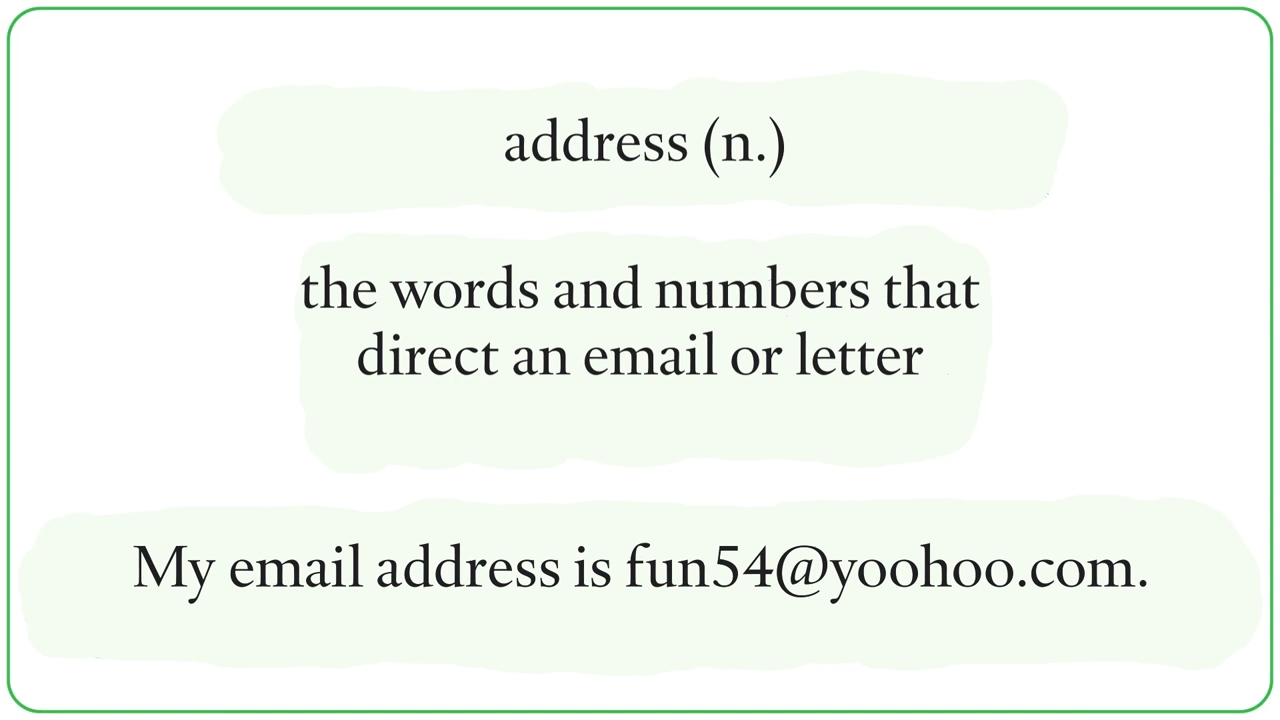 address (n.)
the words and numbers that
direct an email or letter
My email address is fun54@yoohoo.com.